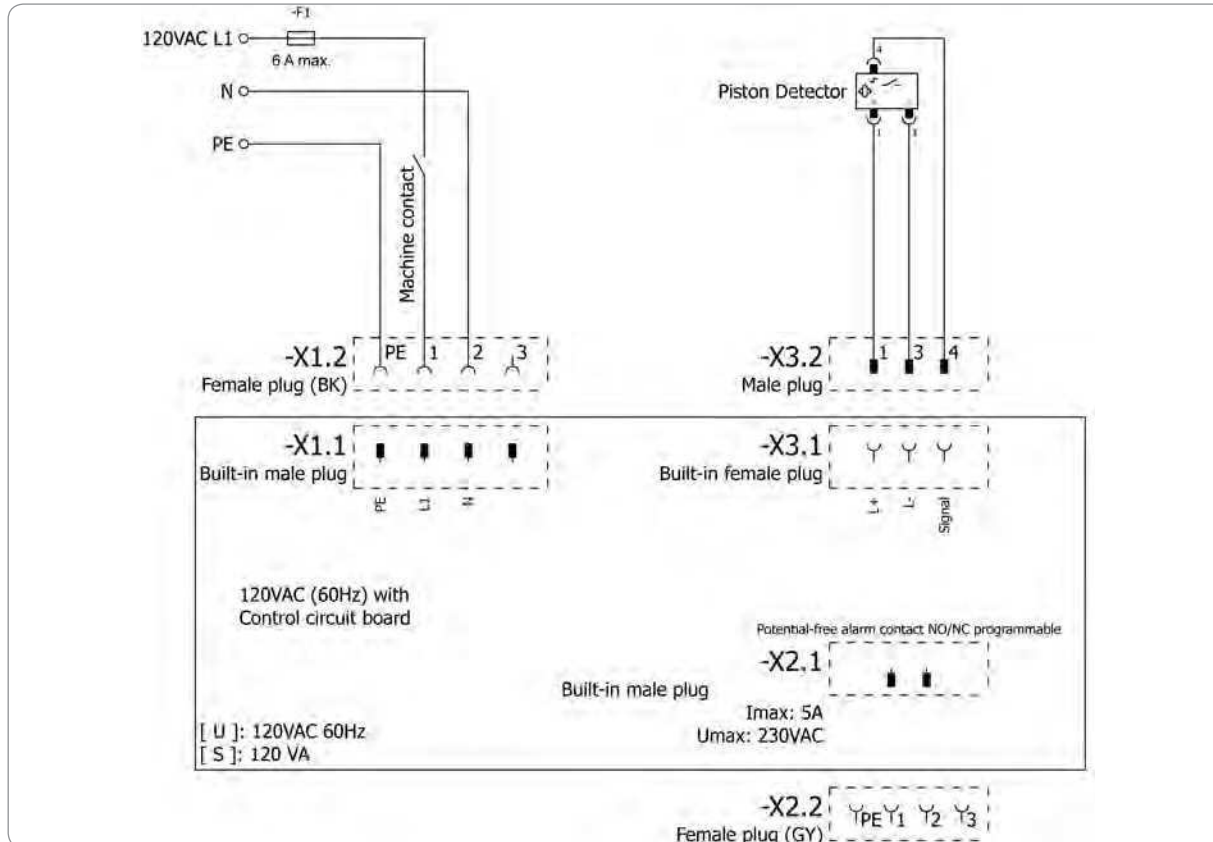 -F1
120VAC L1
6 A max.
N
PE
Machine contact
Piston Detector
4
1
-X1.2
PE 1 2 3
Female plug (BK)
-X3.2
1 3 4
Male plug
-X1.1
Built-in male plug
PE L1 N
-X3.1
Built-in female plug
L+ L- Signal
120VAC (60Hz) with
Control circuit board
Potential-free alarm contact NO/NC programmable
-X2.1
Built-in male plug
Imax: 5A
Umax: 230VAC
[ U ]: 120VAC 60Hz
[ S ]: 120 VA
-X2.2
PE 1 2 3
Female plug (GY)